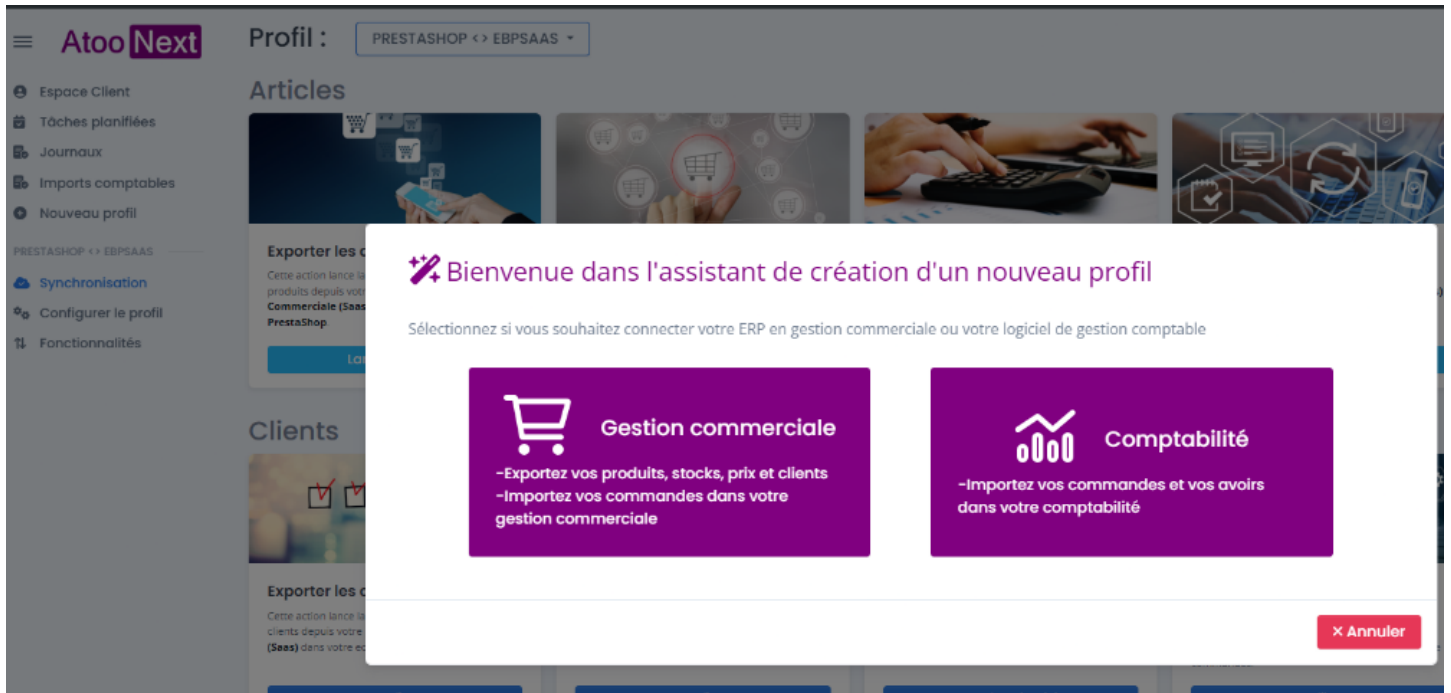 Atoo Next
Profil :
PRESTASHOP <> EBPSAAS
Espace Client
Tâches planifiées
Journaux
Imports comptables
Nouveau profil
PRESTASHOP <> EBPSAAS
Synchronisation
Configurer le profil
Fonctionnalités
Articles
Exporter les
Cette action lance la
produits depuis
Commerciale (Saas
PrestaShop
Bienvenue dans l'assistant de création d'un nouveau profil
Sélectionnez si vous souhaitez connecter votre ERP en gestion commerciale ou votre logiciel de gestion comptable
Gestion commerciale
-Exportez vos produits, stocks, prix et clients
-Importez vos commandes dans votre
gestion commerciale
Comptabilité
-Importez vos commandes et vos avoirs
dans votre comptabilité
× Annuler
Clients
Exporter les
Cette action lance la
clients depuis votre
(Saas) dans votre